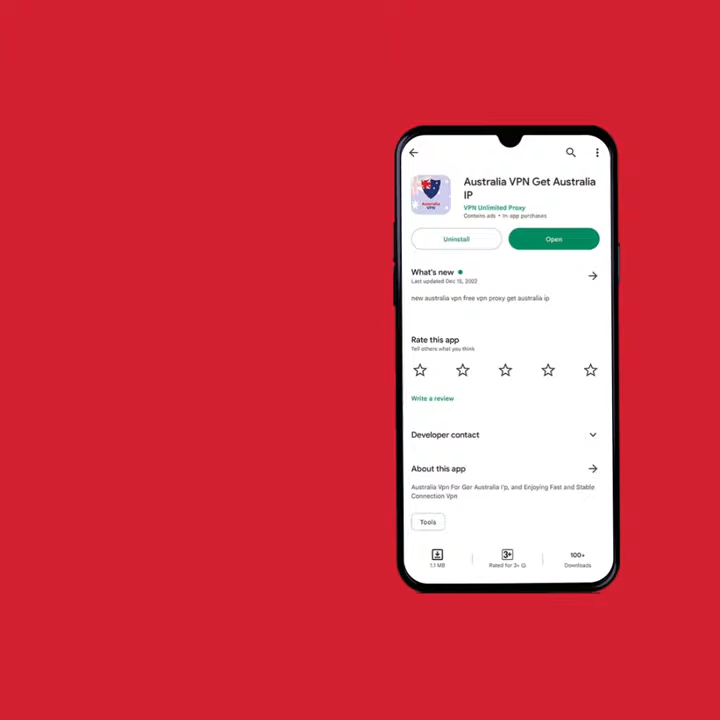 Australia VPN Get Australia
IP
VPN Unlimited Proxy
Contains ads • In-app purchases
Australia
VPN
Uninstall
Open
What's new
Last updated Dec 15, 2022
new australia vpn free vpn proxy get australia ip
Rate this app
Tell others what you think
Write a review
Developer contact
About this app
Australia Vpn For Ger Australia I'p, and Enjoying Fast and Stable
Connection Vpn
Tools
3+
100+
1.1 MB
Rated for 3+
Downloads